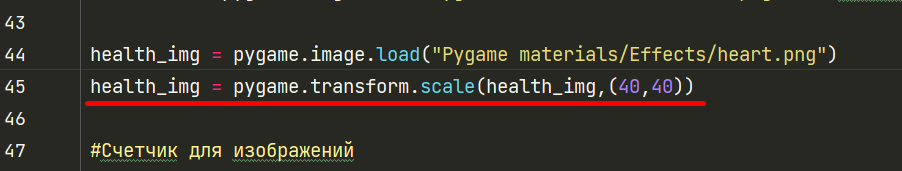 43
44 health_img = pygame.image.load("Pygame materials/Effects/heart.png")
45 health_img = pygame.transform.scale(health_img,(40,40))
46
47 #Счетчик для изображений